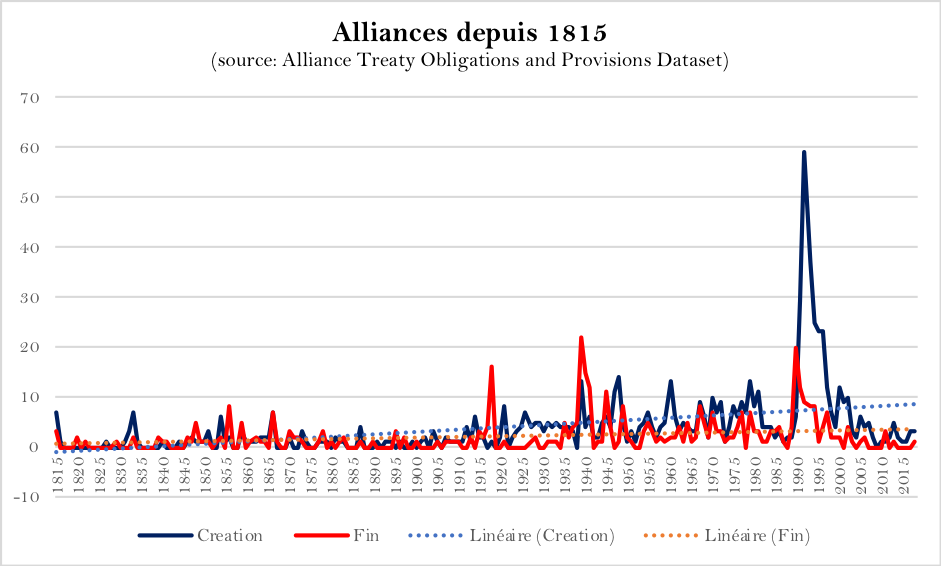 Alliances depuis 1815
(source: Alliance Treaty Obligations and Provisions Dataset)
70
60
50
40
30
20
10
0
-10
1815 1820 1825 1830 1835 1840 1845 1850 1855 1860 1865 1870 1875 1880 1885 1890 1895 1900 1905 1910 1915 1920 1925 1930 1935 1940 1945 1950 1955 1960 1965 1970 1975 1980 1985 1990 1995 2000 2005 2010 2015
Creation Fin Linéaire (Creation) Linéaire (Fin)